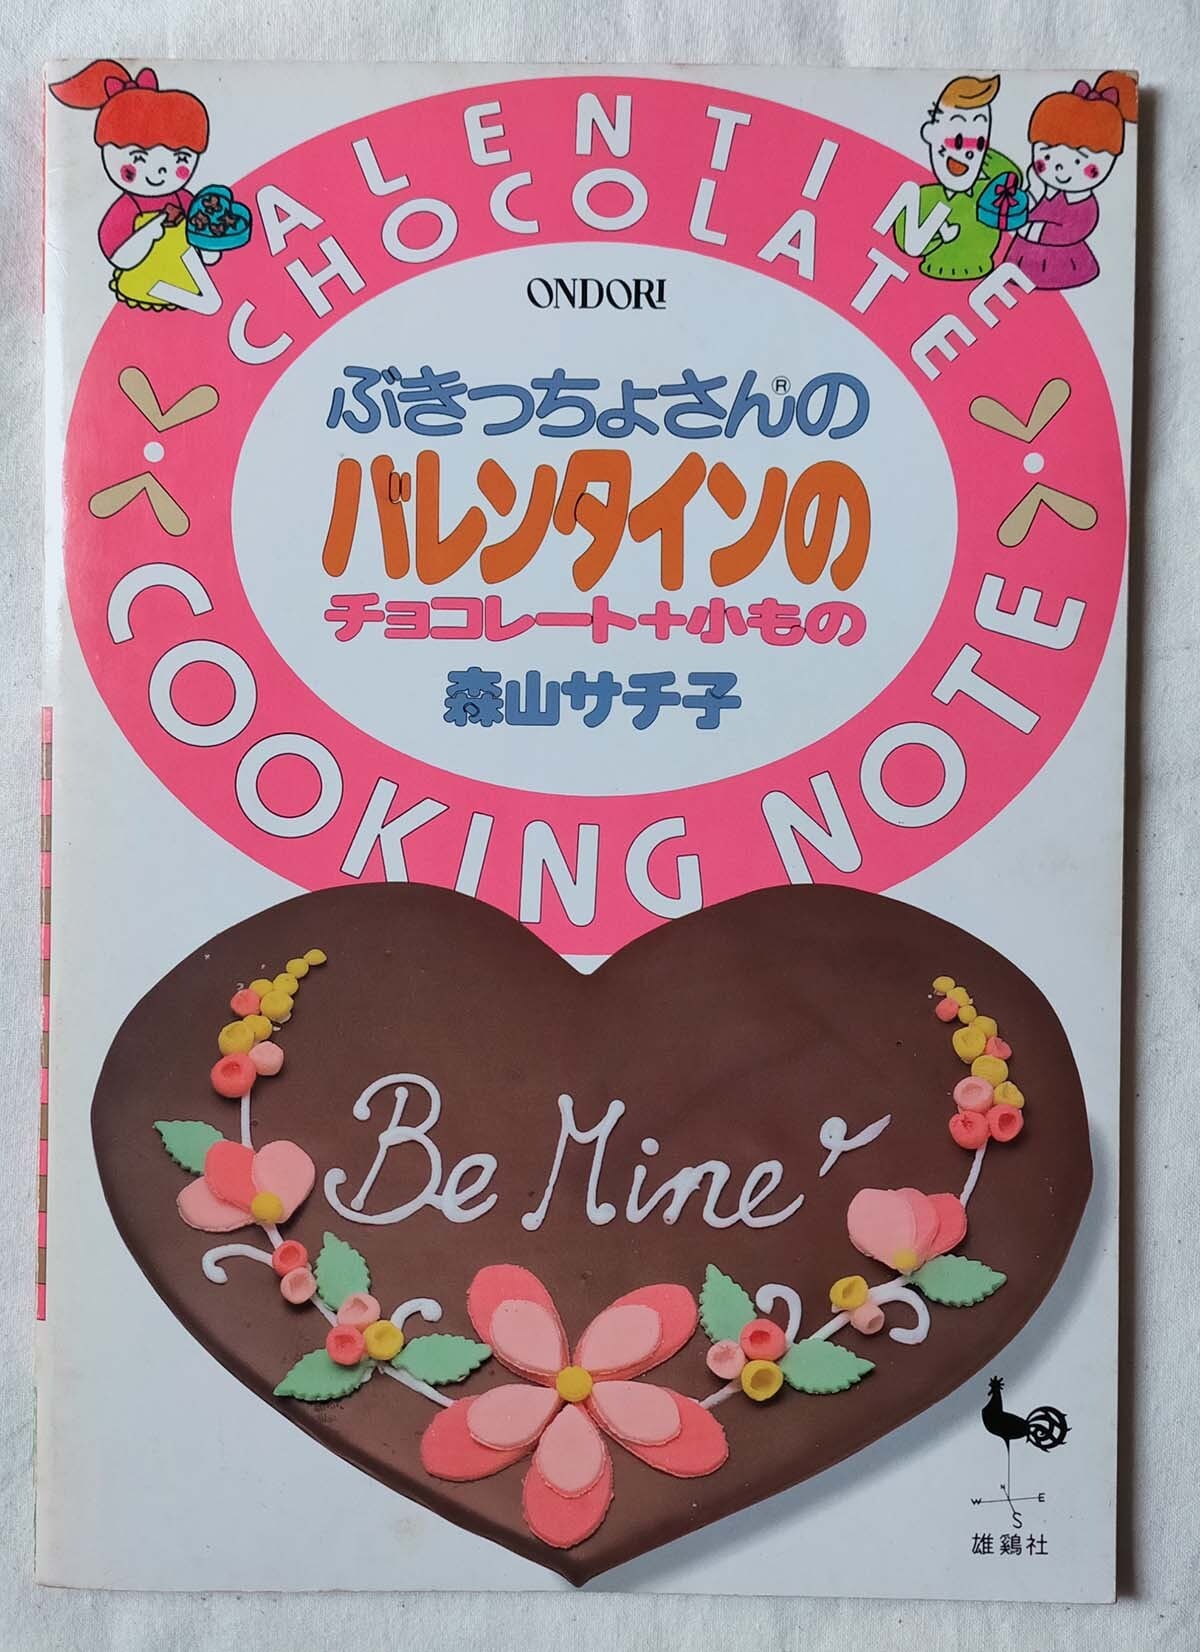 VALENTINE
CHOCOLATE
ONDORI
ぶきっちょさん®の
バレンタインの
チョコレート+小もの
森山サチ子
COOKING NOTE
Be Mine
N
W E
S
雄鷄社